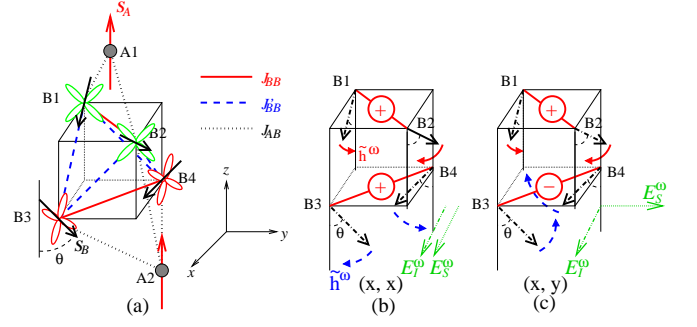 S_A
A1
B1
B2
B4
B3
S_B
θ
A2
J_BB
J'_BB
J_AB
z
y
x
(a)
B1
+
B2
h̃^ω
B4
+
B3
θ
E_I^ω
E_S^ω
h̃^ω
(x, x)
(b)
B1
+
B2
h̃^ω
B4
−
B3
E_S^ω
θ
E_I^ω
(x, y)
(c)